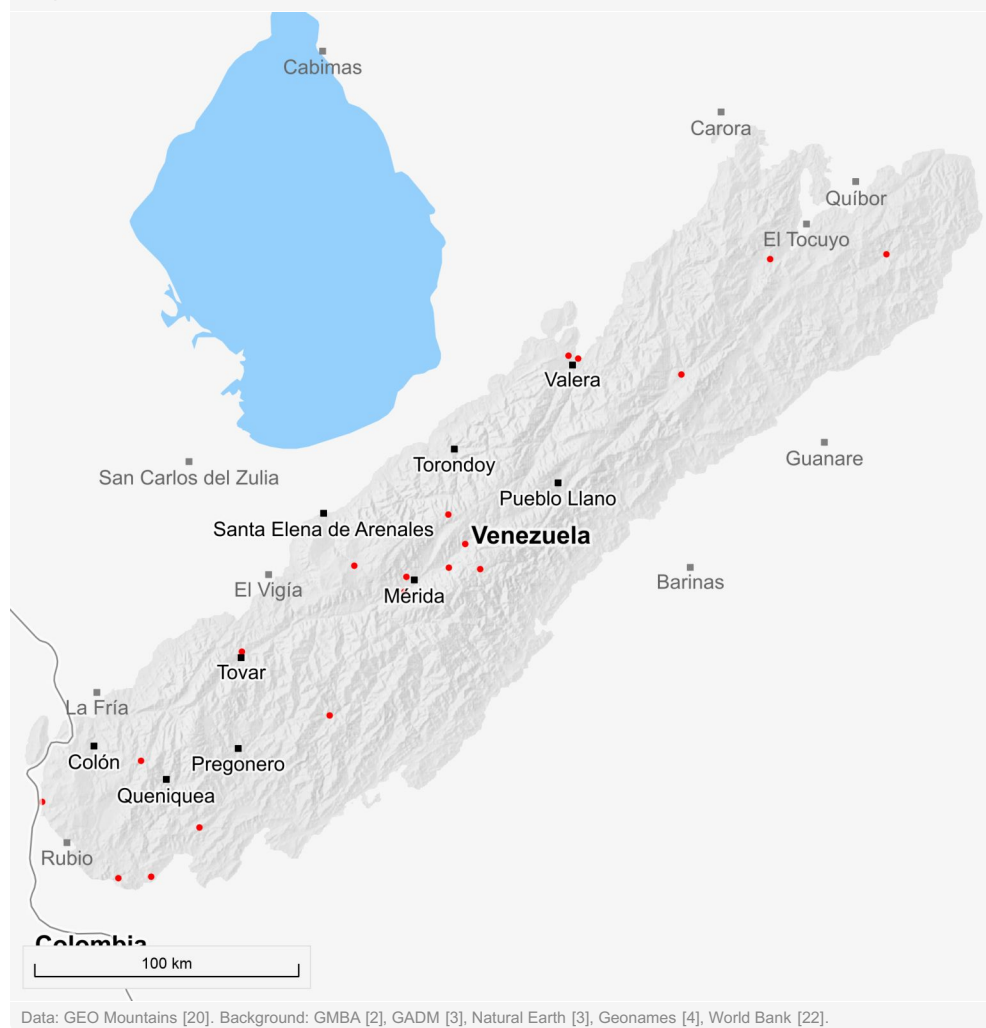 Cabimas
Carora
Quíbor
El Tocuyo
Valera
Guanare
Torondoy
San Carlos del Zulia
Pueblo Llano
Santa Elena de Arenales
Venezuela
El Vigía
Mérida
Barinas
Tovar
La Fría
Colón
Pregonero
Queniquea
Rubio
Colombia
100 km
Data: GEO Mountains [20]. Background: GMBA [2], GADM [3], Natural Earth [3], Geonames [4], World Bank [22].